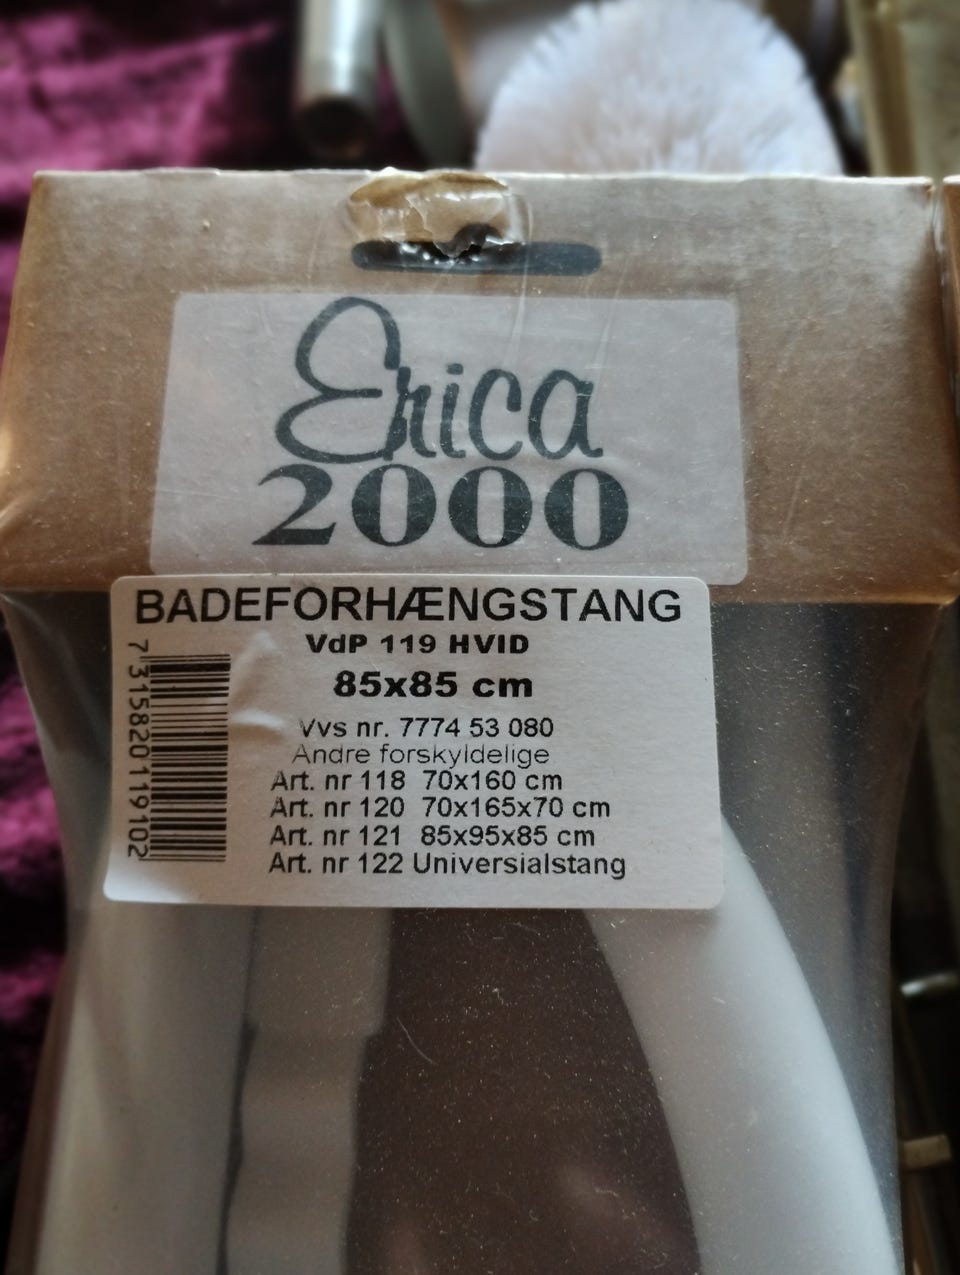 Erica
2000
BADEFORHÆNGSTANG
VdP 119 HVID
85x85 cm
Vvs nr. 7774 53 080
Andre forskyldelige
Art. nr 118 70x160 cm
Art. nr 120 70x165x70 cm
Art. nr 121 85x95x85 cm
Art. nr 122 Universialstang
7 315820 119102